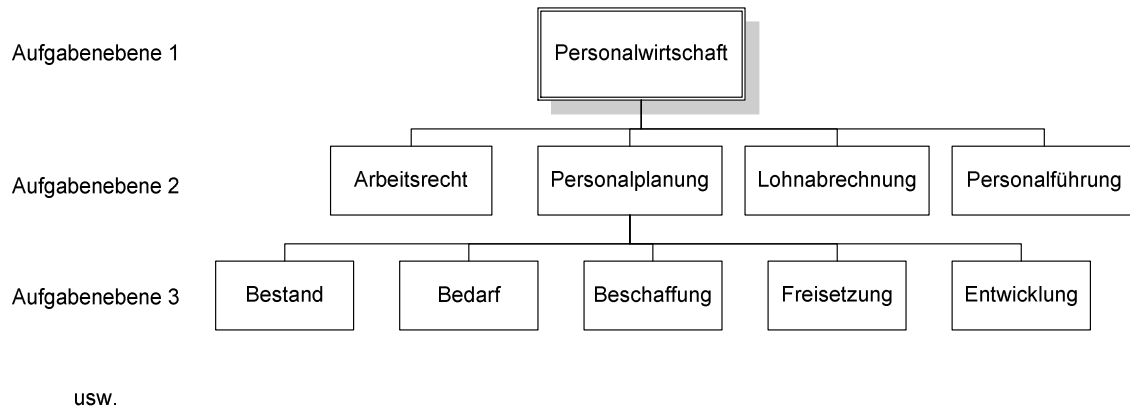 Aufgabenebene 1
Personalwirtschaft
Aufgabenebene 2
Arbeitsrecht
Personalplanung
Lohnabrechnung
Personalführung
Aufgabenebene 3
Bestand
Bedarf
Beschaffung
Freisetzung
Entwicklung
usw.